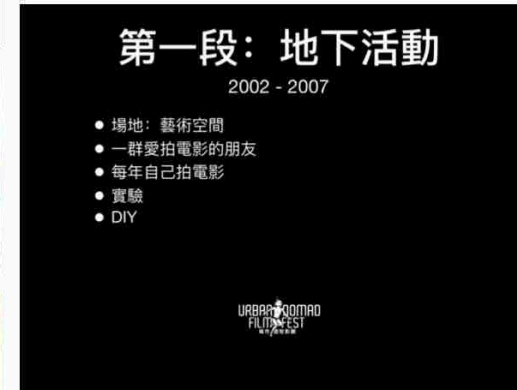 第一段：地下活動
2002 - 2007
● 場地：藝術空間
● 一群愛拍電影的朋友
● 每年自己拍電影
● 實驗
● DIY
URBAN NOMAD
FILM FEST